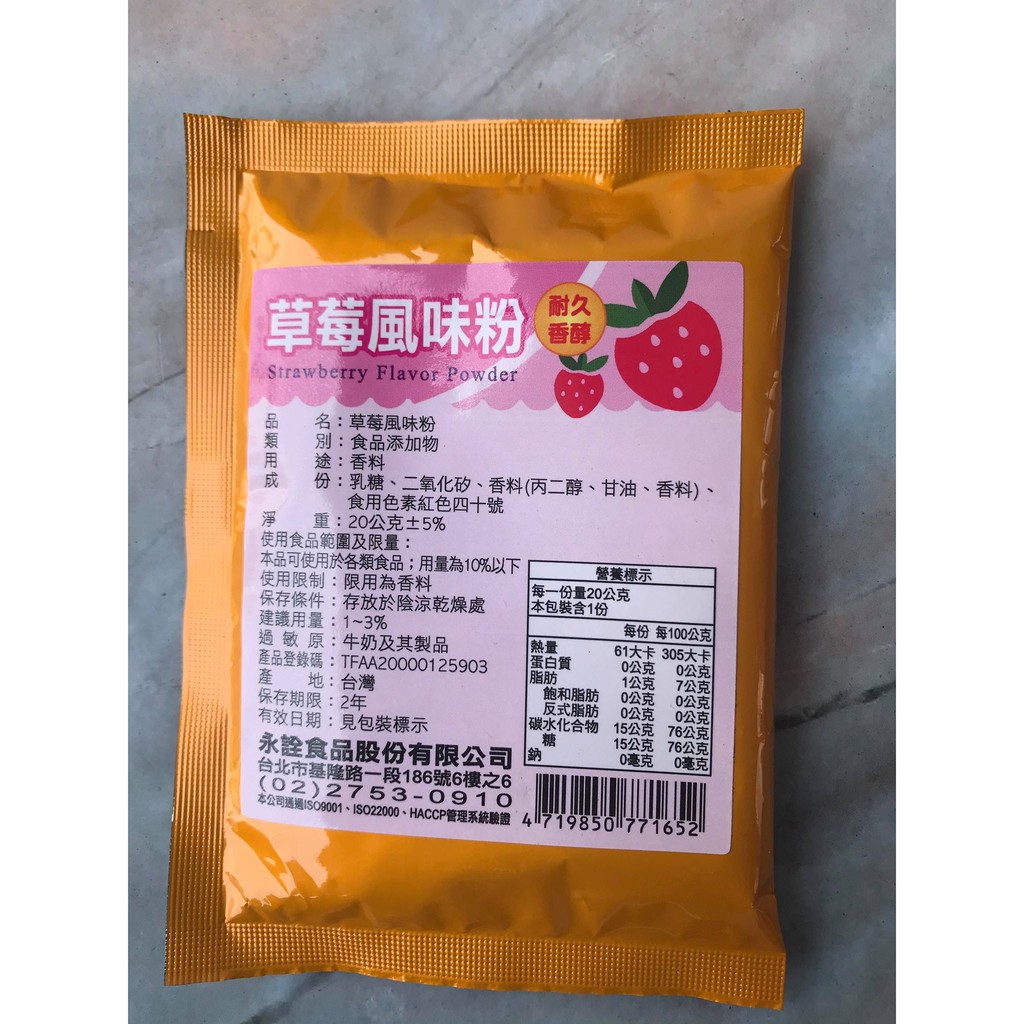 草莓風味粉
耐久
香醇
Strawberry Flavor Powder
品名：草莓風味粉
類別：食品添加物
用途：香料
成份：乳糖、二氧化矽、香料(丙二醇、甘油、香料)、
食用色素紅色四十號
淨重：20公克±5%
使用食品範圍及限量：
本品可使用於各類食品；用量為10%以下
使用限制：限用為香料
保存條件：存放於陰涼乾燥處
建議用量：1~3%
過敏原：牛奶及其製品
產品登錄碼：TFAA20000125903
產地：台灣
保存期限：2年
有效日期：見包裝標示
永詮食品股份有限公司
台北市基隆路一段186號6樓之6
(02)2753-0910
本公司通過ISO9001、ISO22000、HACCP管理系統驗證
營養標示
每一份量20公克
本包裝含1份
每份 每100公克
熱量 61大卡 305大卡
蛋白質 0公克 0公克
脂肪 1公克 7公克
飽和脂肪 0公克 0公克
反式脂肪 0公克 0公克
碳水化合物 15公克 76公克
糖 15公克 76公克
鈉 0毫克 0毫克
4 719850 771652